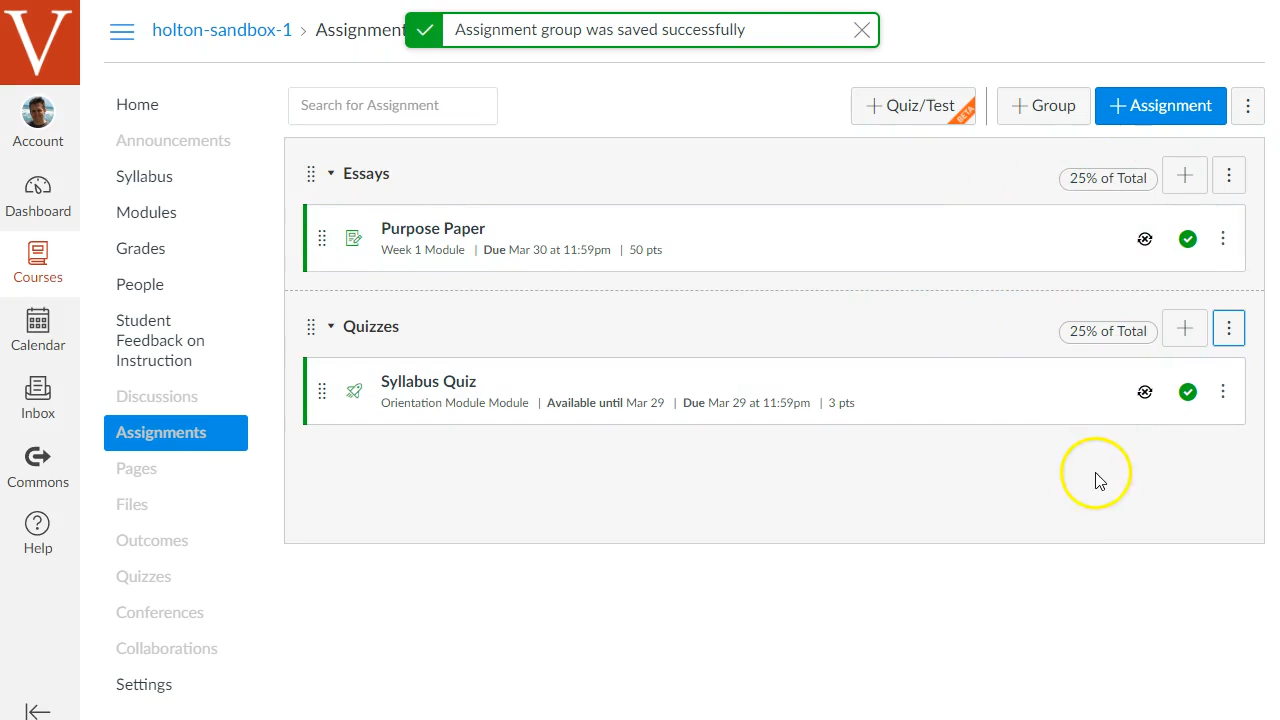 V
holton-sandbox-1 › Assignment
Assignment group was saved successfully
Account
Dashboard
Courses
Calendar
Inbox
Commons
Help
Home
Announcements
Syllabus
Modules
Grades
People
Student
Feedback on
Instruction
Discussions
Assignments
Pages
Files
Outcomes
Quizzes
Conferences
Collaborations
Settings
Search for Assignment
+ Quiz/Test BETA
+ Group
+ Assignment
Essays
25% of Total
Purpose Paper
Week 1 Module | Due Mar 30 at 11:59pm | 50 pts
Quizzes
25% of Total
Syllabus Quiz
Orientation Module Module | Available until Mar 29 | Due Mar 29 at 11:59pm | 3 pts